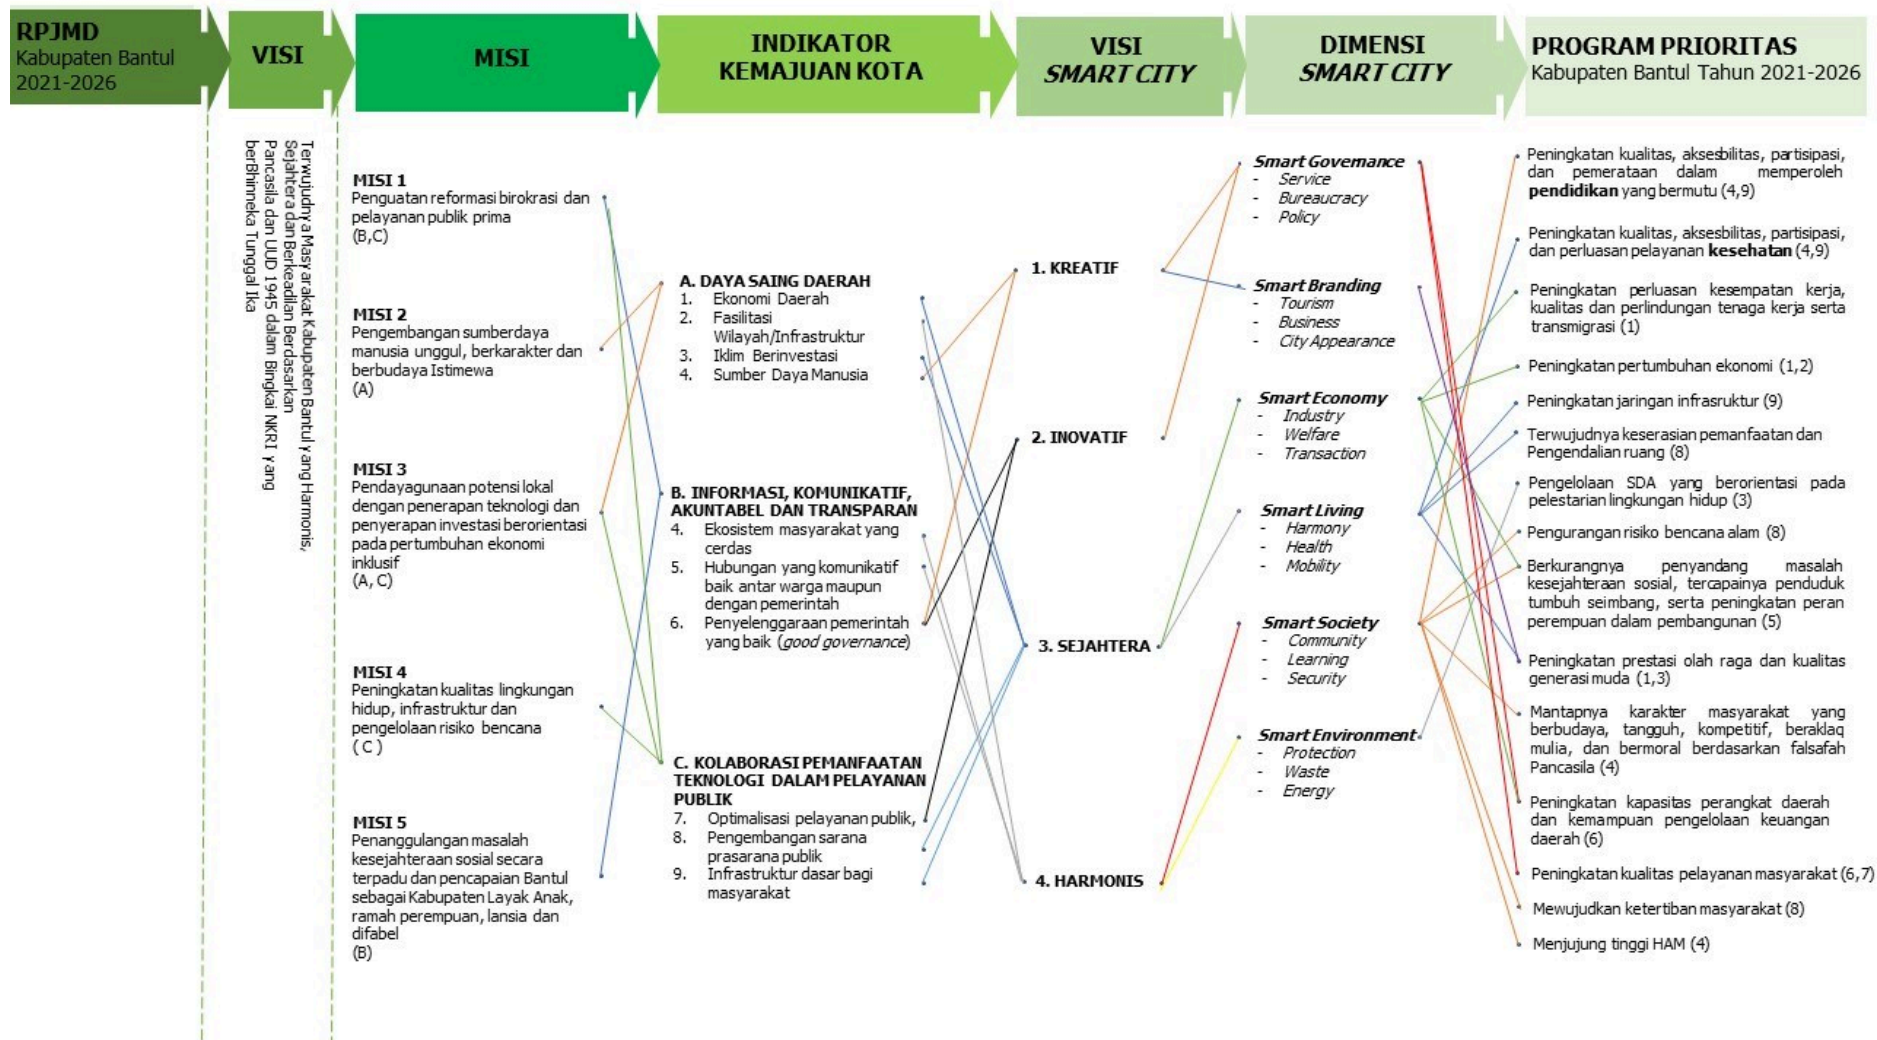 RPJMD
Kabupaten Bantul
2021-2026
VISI
MISI
INDIKATOR
KEMAJUAN KOTA
VISI
SMART CITY
DIMENSI
SMART CITY
PROGRAM PRIORITAS
Kabupaten Bantul Tahun 2021-2026
Terwujudnya Masyarakat Kabupaten Bantul yang Harmonis,
Sejahtera dan Berkeadilan Berdasarkan
Pancasila dan UUD 1945 dalam Bingkai NKRI yang
berBhinneka Tunggal Ika
MISI 1
Penguatan reformasi birokrasi dan
pelayanan publik prima
(B,C)
MISI 2
Pengembangan sumberdaya
manusia unggul, berkarakter dan
berbudaya Istimewa
(A)
MISI 3
Pendayagunaan potensi lokal
dengan penerapan teknologi dan
penyerapan investasi berorientasi
pada pertumbuhan ekonomi
inklusif
(A, C)
MISI 4
Peningkatan kualitas lingkungan
hidup, infrastruktur dan
pengelolaan risiko bencana
( C )
MISI 5
Penanggulangan masalah
kesejahteraan sosial secara
terpadu dan pencapaian Bantul
sebagai Kabupaten Layak Anak,
ramah perempuan, lansia dan
difabel
(B)
A. DAYA SAING DAERAH
1. Ekonomi Daerah
2. Fasilitasi
Wilayah/Infrastruktur
3. Iklim Berinvestasi
4. Sumber Daya Manusia
B. INFORMASI, KOMUNIKATIF,
AKUNTABEL DAN TRANSPARAN
4. Ekosistem masyarakat yang
cerdas
5. Hubungan yang komunikatif
baik antar warga maupun
dengan pemerintah
6. Penyelenggaraan pemerintah
yang baik (good governance)
C. KOLABORASI PEMANFAATAN
TEKNOLOGI DALAM PELAYANAN
PUBLIK
7. Optimalisasi pelayanan publik,
8. Pengembangan sarana
prasarana publik
9. Infrastruktur dasar bagi
masyarakat
1. KREATIF
2. INOVATIF
3. SEJAHTERA
4. HARMONIS
Smart Governance
- Service
- Bureaucracy
- Policy
Smart Branding
- Tourism
- Business
- City Appearance
Smart Economy
- Industry
- Welfare
- Transaction
Smart Living
- Harmony
- Health
- Mobility
Smart Society
- Community
- Learning
- Security
Smart Environment
- Protection
- Waste
- Energy
Peningkatan kualitas, aksesbilitas, partisipasi,
dan pemerataan dalam memperoleh
pendidikan yang bermutu (4,9)
Peningkatan kualitas, aksesbilitas, partisipasi,
dan perluasan pelayanan kesehatan (4,9)
Peningkatan perluasan kesempatan kerja,
kualitas dan perlindungan tenaga kerja serta
transmigrasi (1)
Peningkatan pertumbuhan ekonomi (1,2)
Peningkatan jaringan infrasruktur (9)
Terwujudnya keserasian pemanfaatan dan
Pengendalian ruang (8)
Pengelolaan SDA yang berorientasi pada
pelestarian lingkungan hidup (3)
Pengurangan risiko bencana alam (8)
Berkurangnya penyandang masalah
kesejahteraan sosial, tercapainya penduduk
tumbuh seimbang, serta peningkatan peran
perempuan dalam pembangunan (5)
Peningkatan prestasi olah raga dan kualitas
generasi muda (1,3)
Mantapnya karakter masyarakat yang
berbudaya, tangguh, kompetitif, beraklaq
mulia, dan bermoral berdasarkan falsafah
Pancasila (4)
Peningkatan kapasitas perangkat daerah
dan kemampuan pengelolaan keuangan
daerah (6)
Peningkatan kualitas pelayanan masyarakat (6,7)
Mewujudkan ketertiban masyarakat (8)
Menjujung tinggi HAM (4)